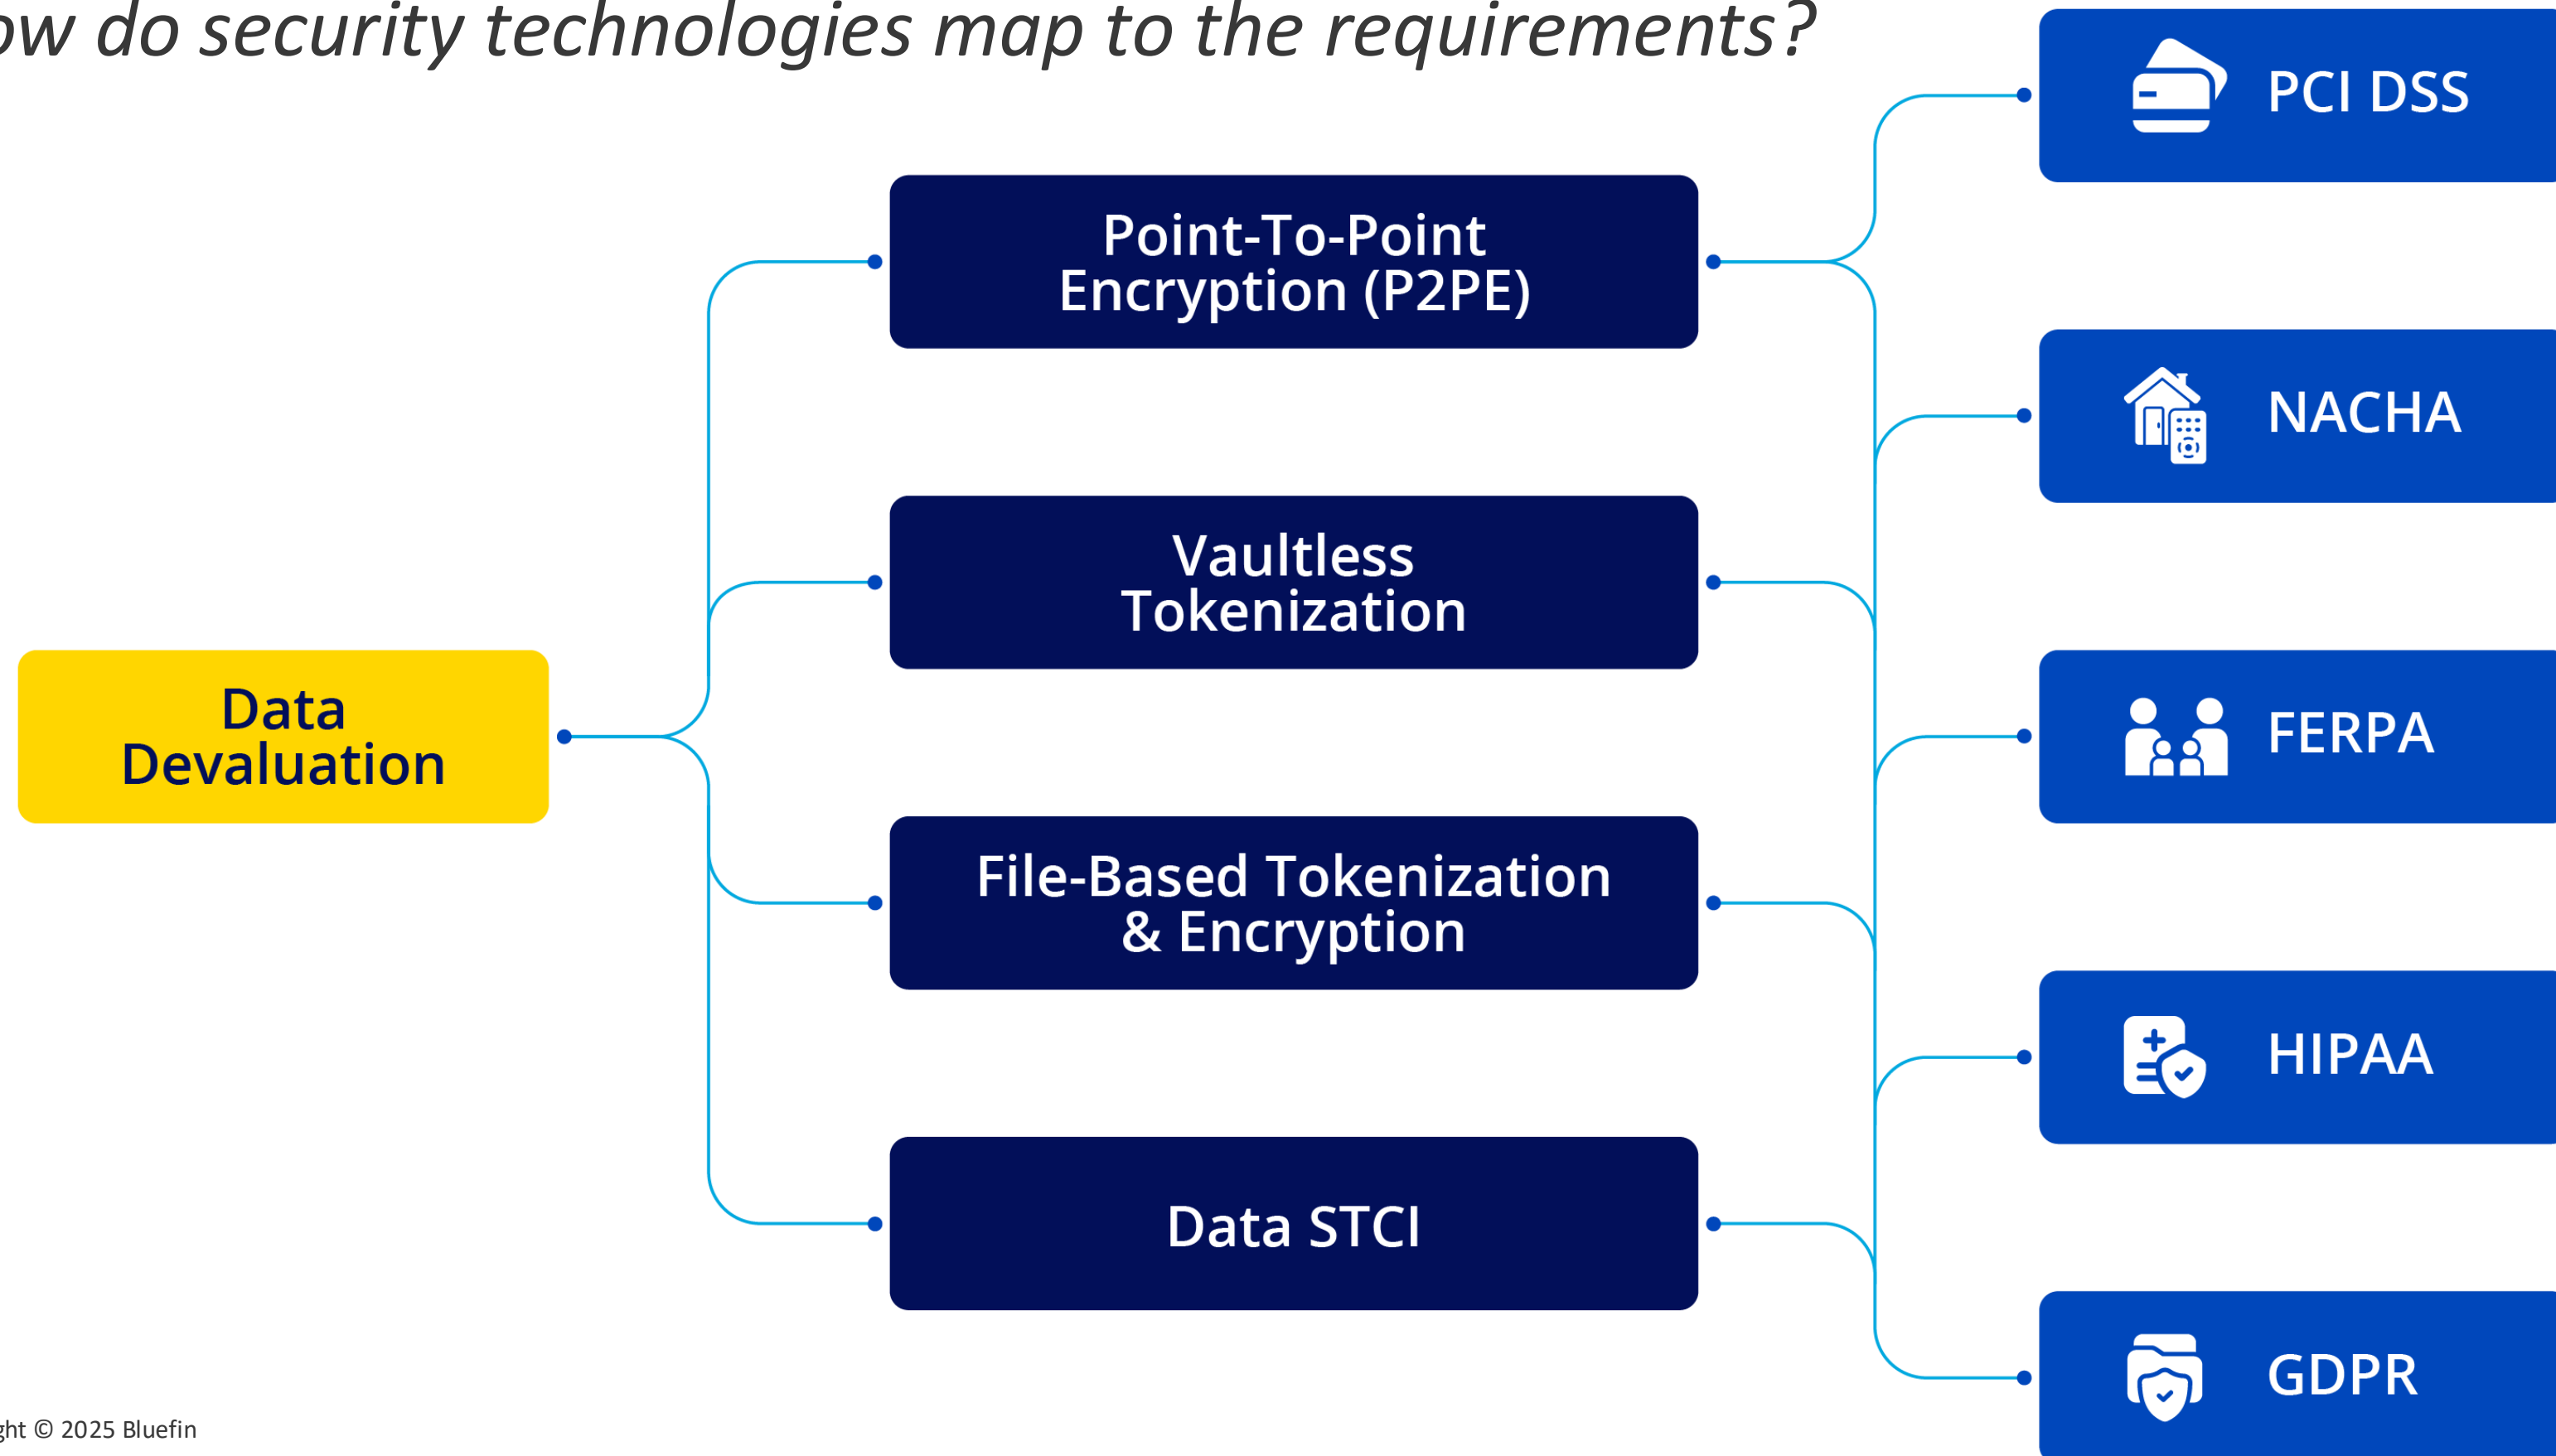 ow do security technologies map to the requirements?
PCI DSS
Point-To-Point
Encryption (P2PE)
NACHA
Vaultless
Tokenization
Data
Devaluation
FERPA
File-Based Tokenization
& Encryption
HIPAA
Data STCI
GDPR
ght © 2025 Bluefin